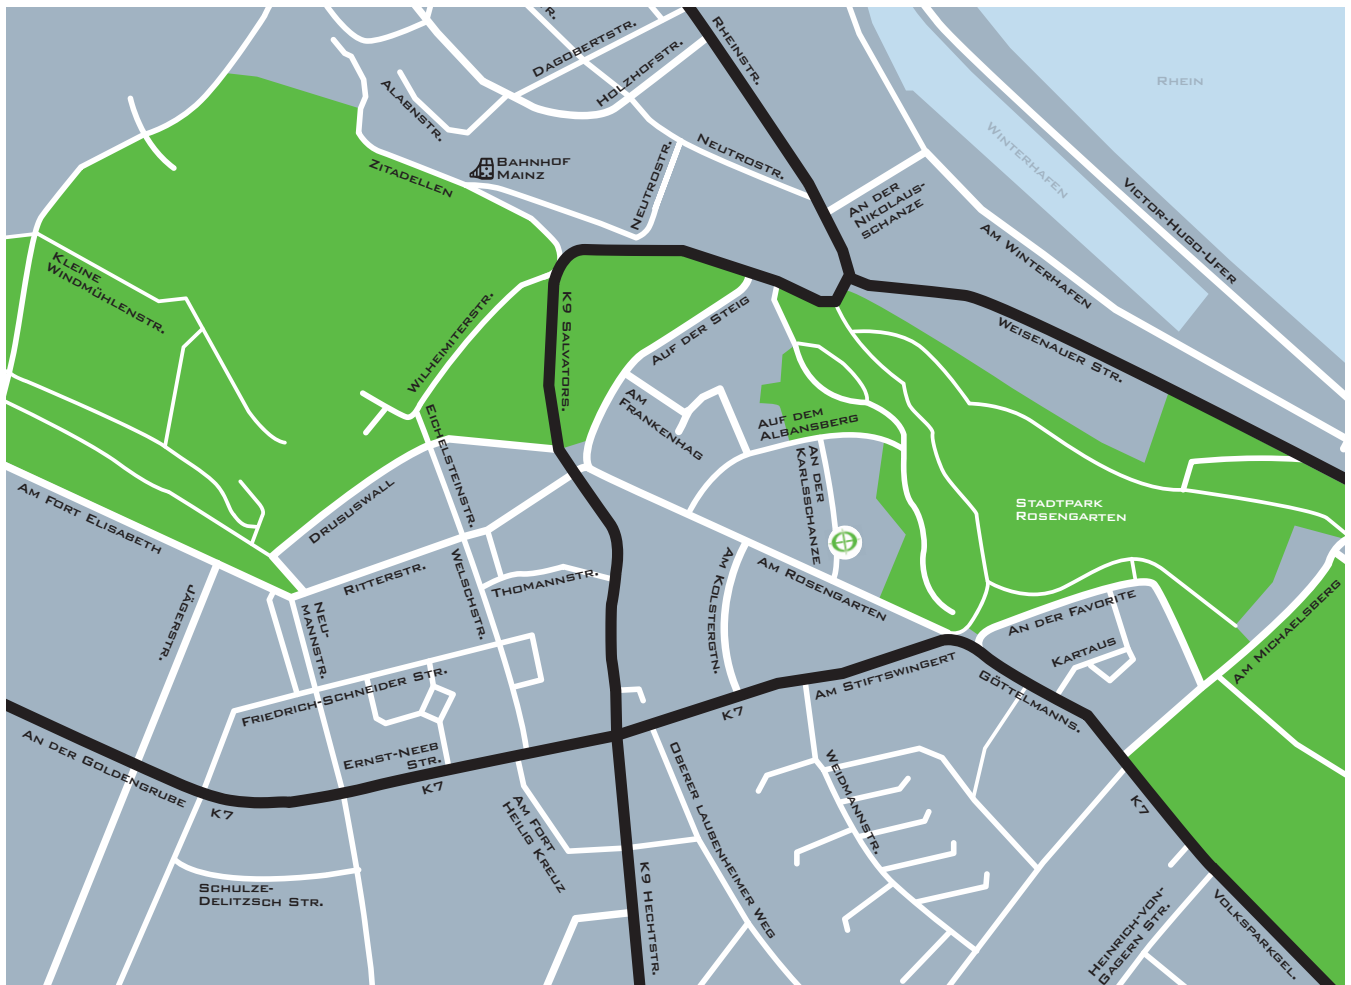 R.
DAGOBERTSTR.
RHEINSTR.
HOLZHOFSTR.
ALABNSTR.
RHEIN
WINTERHAFEN
VICTOR-HUGO-UFER
ZITADELLEN
BAHNHOF
MAINZ
NEUTROSTR.
NEUTROSTR.
AN DER
NIKOLAUS-
SCHANZE
AM WINTERHAFEN
KLEINE
WINDMÜHLENSTR.
WILHEIMITERSTR.
K9 SALVATORS.
AUF DER STEIG
WEISENAUER STR.
AM
FRANKENHAG
AUF DEM
ALBANSBERG
EICHELSTEINSTR.
AN DER
KARLSSCHANZE
STADTPARK
ROSENGARTEN
AM FORT ELISABETH
DRUSUSWALL
RITTERSTR.
WELSCHSTR.
THOMANNSTR.
AM KOLSTERGTN.
AM ROSENGARTEN
JÄGERSTR.
NEU-
MANNSTR.
AN DER FAVORITE
KARTAUS
AM MICHAELSBERG
FRIEDRICH-SCHNEIDER STR.
AM STIFTSWINGERT
GÖTTELMANNS.
K7
AN DER GOLDENGRUBE
ERNST-NEEB
STR.
K7
K7
K7
OBERER LAUBENHEIMER WEG
WEIDMANNSTR.
AM FORT
HEILIG KREUZ
K9 HECHTSTR.
SCHULZE-
DELITZSCH STR.
HEINRICH-VON-
GAGERN STR.
VOLKSPARKGEL.